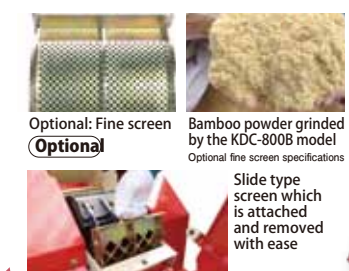 Optional: Fine screen
Optional
Bamboo powder grinded
by the KDC-800B model
Optional fine screen specifications
Slide type
screen which
is attached
and removed
with ease